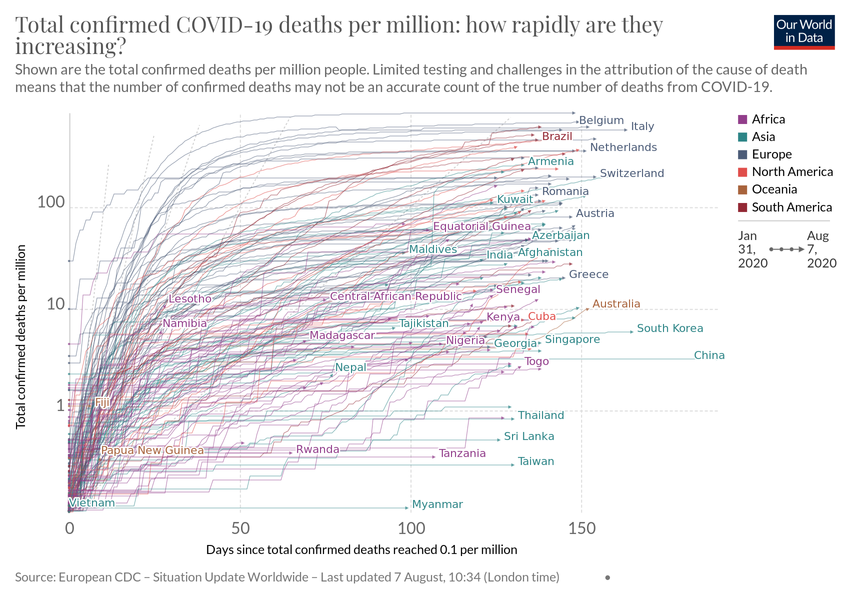 Total confirmed COVID-19 deaths per million: how rapidly are they
increasing?
Our World
in Data
Shown are the total confirmed deaths per million people. Limited testing and challenges in the attribution of the cause of death
means that the number of confirmed deaths may not be an accurate count of the true number of deaths from COVID-19.
Belgium
Italy
Brazil
Netherlands
Armenia
Switzerland
Romania
Kuwait
100
Austria
Equatorial Guinea
Azerbaijan
Maldives
India
Afghanistan
Greece
Senegal
Central African Republic
Lesotho
10
Australia
Kenya
Cuba
Namibia
Tajikistan
South Korea
Madagascar
Nigeria
Georgia
Singapore
China
Togo
Nepal
Fiji
1
Thailand
Sri Lanka
Papua New Guinea
Rwanda
Tanzania
Taiwan
Vietnam
Myanmar
0
50
100
150
Total confirmed deaths per million
Days since total confirmed deaths reached 0.1 per million
Africa
Asia
Europe
North America
Oceania
South America
Jan
31,
2020
Aug
7,
2020
Source: European CDC – Situation Update Worldwide – Last updated 7 August, 10:34 (London time)